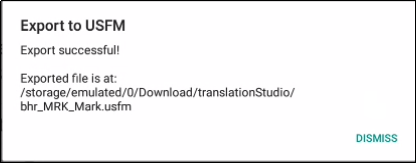 Export to USFM
Export successful!
Exported file is at:
/storage/emulated/0/Download/translationStudio/
bhr_MRK_Mark.usfm
DISMISS